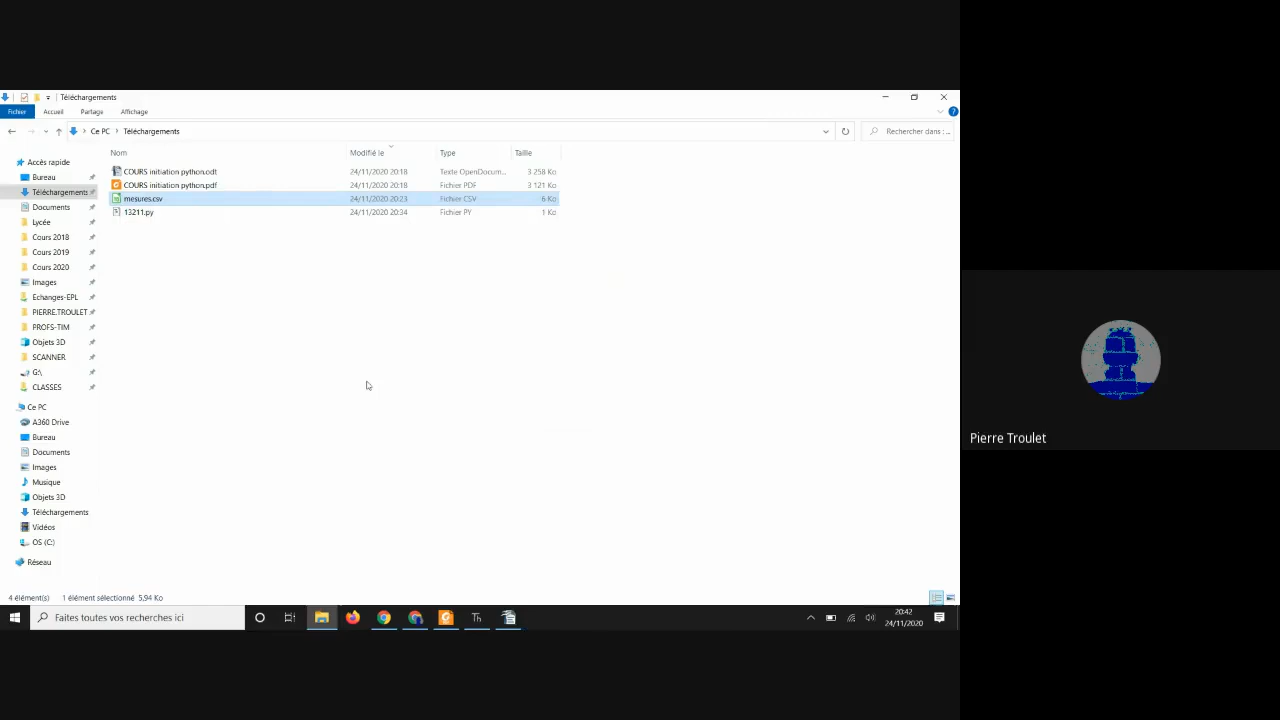 Téléchargements
Fichier Accueil Partage Affichage
Ce PC Téléchargements Rechercher dans : ...
Nom Modifié le Type Taille
COURS initiation python.odt 24/11/2020 20:18 Texte OpenDocum... 3 258 Ko
COURS initiation python.pdf 24/11/2020 20:18 Fichier PDF 3 121 Ko
mesures.csv 24/11/2020 20:23 Fichier CSV 6 Ko
13211.py 24/11/2020 20:34 Fichier PY 1 Ko
Accès rapide
Bureau
Téléchargements
Documents
Lycée
Cours 2018
Cours 2019
Cours 2020
Images
Echanges-EPL
PIERRE.TROULET
PROFS-TIM
Objets 3D
SCANNER
G:\
CLASSES
Ce PC
A360 Drive
Bureau
Documents
Images
Musique
Objets 3D
Téléchargements
Vidéos
OS (C:)
Réseau
4 élément(s) 1 élément sélectionné 5,94 Ko
Faites toutes vos recherches ici
Th
20:42
24/11/2020
Pierre Troulet